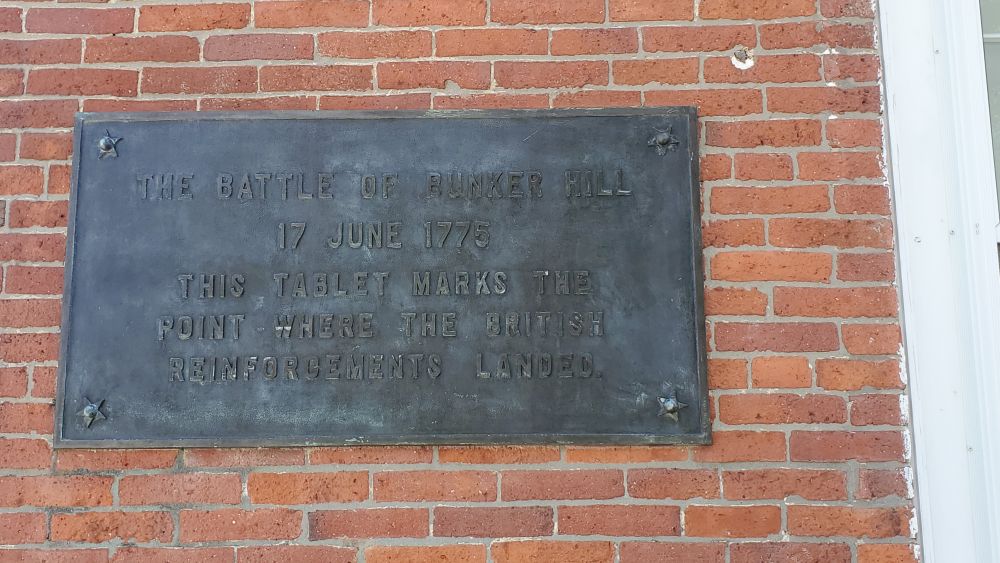 THE BATTLE OF BUNKER HILL
17 JUNE 1775
THIS TABLET MARKS THE
POINT WHERE THE BRITISH
REINFORCEMENTS LANDED.